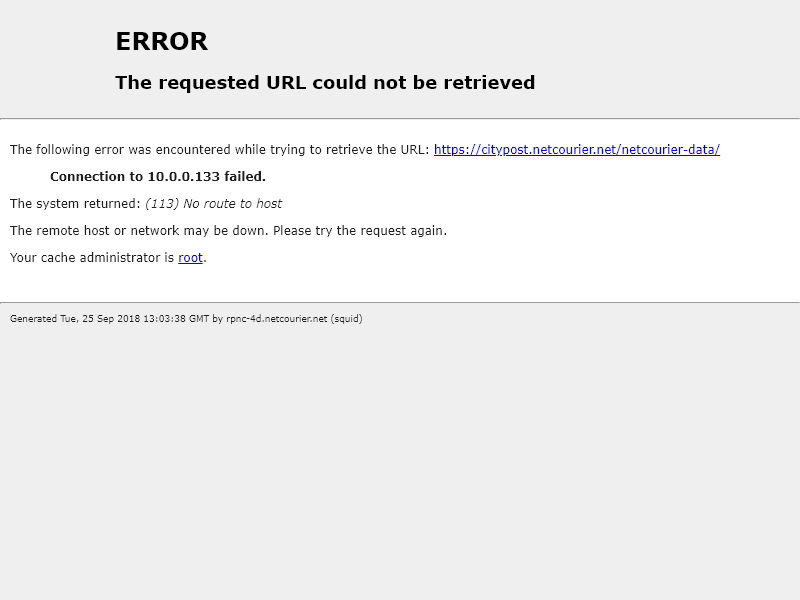 ERROR
The requested URL could not be retrieved
The following error was encountered while trying to retrieve the URL: https://citypost.netcourier.net/netcourier-data/
Connection to 10.0.0.133 failed.
The system returned: (113) No route to host
The remote host or network may be down. Please try the request again.
Your cache administrator is root.
Generated Tue, 25 Sep 2018 13:03:38 GMT by rpnc-4d.netcourier.net (squid)